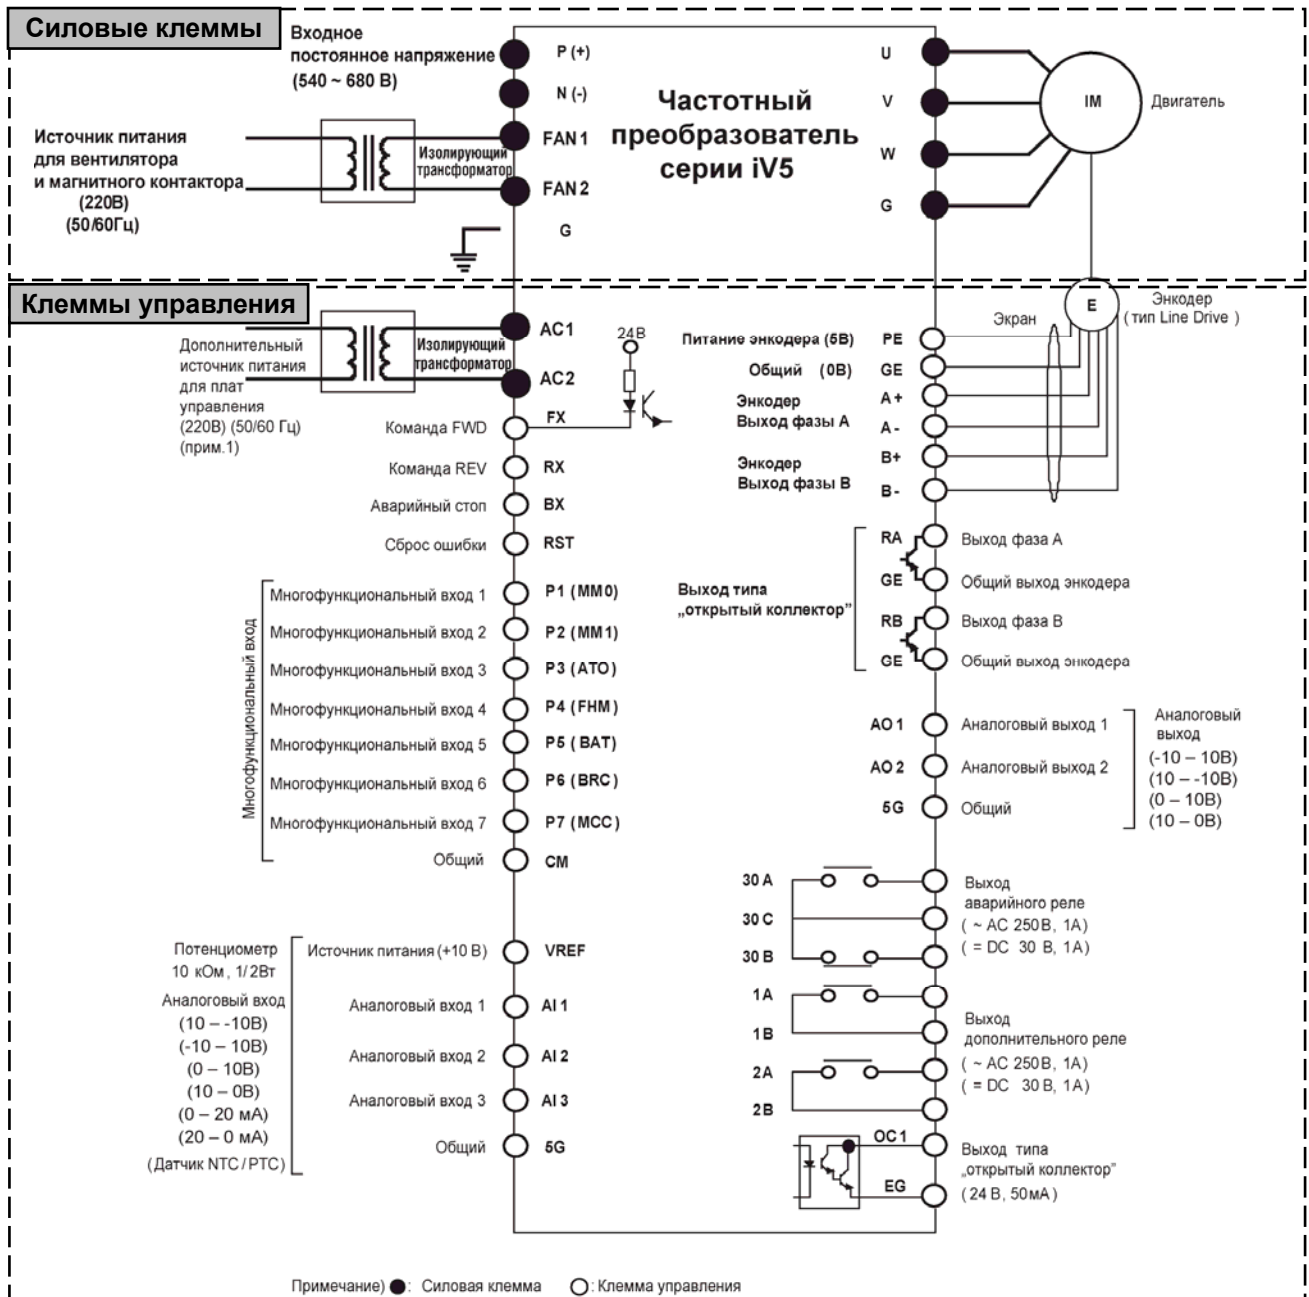 Силовые клеммы
Входное
постоянное напряжение
(540 ~ 680 В)
P (+)
N (-)
Источник питания
для вентилятора
и магнитного контактора
(220В)
(50/60Гц)
Изолирующий
трансформатор
FAN 1
FAN 2
G
Частотный
преобразователь
серии iV5
U
V
W
G
IM
Двигатель
Клеммы управления
Дополнительный
источник питания
для плат
управления
(220В) (50/60 Гц)
(прим.1)
Изолирующий
трансформатор
AC1
AC2
24В
Команда FWD
FX
Команда REV
RX
Аварийный стоп
BX
Сброс ошибки
RST
Многофункциональный вход
Многофункциональный вход 1
P1 (MM0)
Многофункциональный вход 2
P2 (MM1)
Многофункциональный вход 3
P3 (ATO)
Многофункциональный вход 4
P4 (FHM)
Многофункциональный вход 5
P5 ( BAT)
Многофункциональный вход 6
P6 (BRC)
Многофункциональный вход 7
P7 (MCC)
Общий
CM
Потенциометр
10 кОм, 1/2Вт
Аналоговый вход
(10 – -10В)
(-10 – 10В)
(0 – 10В)
(10 – 0В)
(0 – 20 мА)
(20 – 0 мА)
(Датчик NTC / PTC)
Источник питания (+10 В)
VREF
Аналоговый вход 1
AI 1
Аналоговый вход 2
AI 2
Аналоговый вход 3
AI 3
Общий
5G
E
Энкодер
( тип Line Drive )
Экран
Питание энкодера (5В)
PE
Общий (0В)
GE
Энкодер
Выход фазы А
A +
A -
Энкодер
Выход фазы В
B+
B -
Выход типа
„открытый коллектор”
RA
Выход фаза А
GE
Общий выход энкодера
RB
Выход фаза В
GE
Общий выход энкодера
AO 1
Аналоговый выход 1
AO 2
Аналоговый выход 2
5G
Общий
Аналоговый
выход
(-10 – 10В)
(10 – -10В)
(0 – 10В)
(10 – 0В)
30 A
30 C
30 B
Выход
аварийного реле
( ~ AC 250 В, 1А)
( = DC 30 В, 1А)
1A
1B
2A
2B
Выход
дополнительного реле
( ~ AC 250 В, 1А)
( = DC 30 В, 1А)
OC 1
EG
Выход типа
„открытый коллектор”
(24 В, 50мА)
Примечание) ●: Силовая клемма ○: Клемма управления